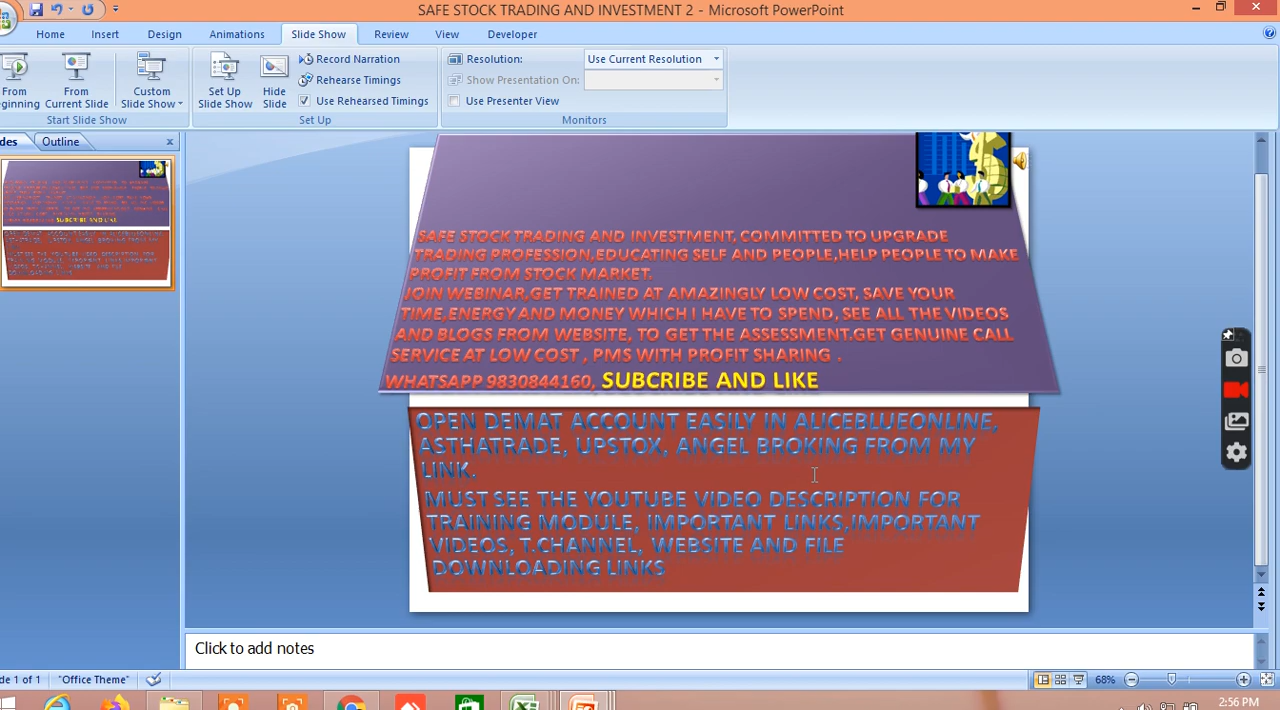 SAFE STOCK TRADING AND INVESTMENT 2 - Microsoft PowerPoint
Home Insert Design Animations Slide Show Review View Developer
From
ginning
From
Current Slide
Custom
Slide Show
Start Slide Show
Set Up
Slide Show
Hide
Slide
Record Narration
Rehearse Timings
Use Rehearsed Timings
Set Up
Resolution: Use Current Resolution
Show Presentation On:
Use Presenter View
Monitors
des Outline x
SAFE STOCK TRADING AND INVESTMENT, COMMITTED TO UPGRADE
TRADING PROFESSION,EDUCATING SELF AND PEOPLE,HELP PEOPLE TO MAKE
PROFIT FROM STOCK MARKET.
JOIN WEBINAR,GET TRAINED AT AMAZINGLY LOW COST, SAVE YOUR
TIME,ENERGY AND MONEY WHICH I HAVE TO SPEND, SEE ALL THE VIDEOS
AND BLOGS FROM WEBSITE, TO GET THE ASSESSMENT.GET GENUINE CALL
SERVICE AT LOW COST , PMS WITH PROFIT SHARING .
WHATSAPP 9830844160, SUBCRIBE AND LIKE
OPEN DEMAT ACCOUNT EASILY IN ALICEBLUEONLINE,
ASTHATRADE, UPSTOX, ANGEL BROKING FROM MY
LINK.
MUST SEE THE YOUTUBE VIDEO DESCRIPTION FOR
TRAINING MODULE, IMPORTANT LINKS,IMPORTANT
VIDEOS, T.CHANNEL, WEBSITE AND FILE
DOWNLOADING LINKS
Click to add notes
de 1 of 1 "Office Theme" 68%
2:56 PM